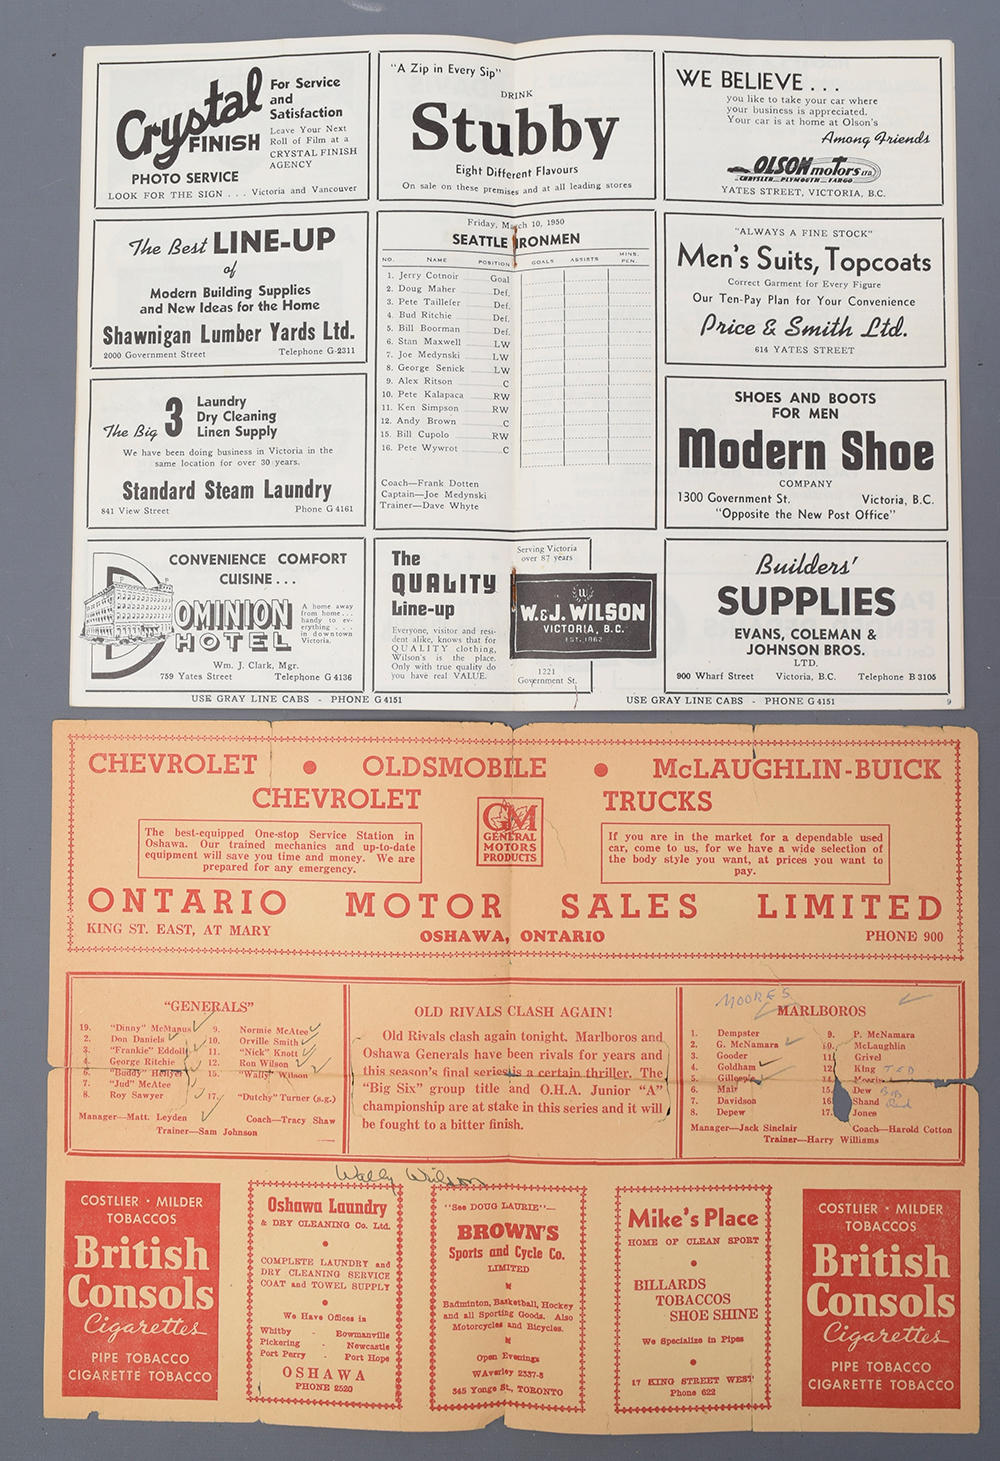 Crystal
FINISH
PHOTO SERVICE
For Service
and
Satisfaction
Leave Your Next
Roll of Film at a
CRYSTAL FINISH
AGENCY
LOOK FOR THE SIGN . . . Victoria and Vancouver
"A Zip in Every Sip"
DRINK
Stubby
Eight Different Flavours
On sale on these premises and at all leading stores
WE BELIEVE . . .
you like to take your car where
your business is appreciated.
Your car is at home at Olson's
Among Friends
OLSON motors LTD.
CHRYSLER PLYMOUTH FARGO
YATES STREET, VICTORIA, B.C.
The Best LINE-UP
of
Modern Building Supplies
and New Ideas for the Home
Shawnigan Lumber Yards Ltd.
2000 Government Street Telephone G-2311
Friday, March 10, 1950
SEATTLE IRONMEN
NO. NAME POSITION GOALS ASSISTS MINS. PEN.
1. Jerry Cotnoir Goal
2. Doug Maher Def.
3. Pete Taillefer Def.
4. Bud Ritchie Def.
5. Bill Boorman Def.
6. Stan Maxwell LW
7. Joe Medynski LW
8. George Senick LW
9. Alex Ritson C
10. Pete Kalapaca RW
11. Ken Simpson RW
12. Andy Brown C
15. Bill Cupolo RW
16. Pete Wywrot C
Coach—Frank Dotten
Captain—Joe Medynski
Trainer—Dave Whyte
"ALWAYS A FINE STOCK"
Men's Suits, Topcoats
Correct Garment for Every Figure
Our Ten-Pay Plan for Your Convenience
Price & Smith Ltd.
614 YATES STREET
The Big 3
Laundry
Dry Cleaning
Linen Supply
We have been doing business in Victoria in the
same location for over 30 years.
Standard Steam Laundry
841 View Street Phone G 4161
SHOES AND BOOTS
FOR MEN
Modern Shoe
COMPANY
1300 Government St. Victoria, B.C.
"Opposite the New Post Office"
CONVENIENCE COMFORT
CUISINE . . .
DOMINION
HOTEL
A home away
from home . . .
handy to ev-
erything . . .
in downtown
Victoria.
Wm. J. Clark, Mgr.
759 Yates Street Telephone G 4136
The
QUALITY
Line-up
Everyone, visitor and resi-
dent alike, knows that for
QUALITY clothing,
Wilson's is the place.
Only with true quality do
you have real VALUE.
Serving Victoria
over 87 years
W. & J. WILSON
VICTORIA, B.C.
EST. 1862
1221
Government St.
Builders'
SUPPLIES
EVANS, COLEMAN &
JOHNSON BROS.
LTD.
900 Wharf Street Victoria, B.C. Telephone B 3105
USE GRAY LINE CABS - PHONE G 4151
USE GRAY LINE CABS - PHONE G 4151
9
CHEVROLET • OLDSMOBILE • McLAUGHLIN-BUICK
CHEVROLET TRUCKS
GM
GENERAL
MOTORS
PRODUCTS
The best-equipped One-stop Service Station in
Oshawa. Our trained mechanics and up-to-date
equipment will save you time and money. We are
prepared for any emergency.
If you are in the market for a dependable used
car, come to us, for we have a wide selection of
the body style you want, at prices you want to
pay.
ONTARIO MOTOR SALES LIMITED
KING ST. EAST, AT MARY
OSHAWA, ONTARIO
PHONE 900
"GENERALS"
19. "Dinny" McManus 9. Normie McAtee
2. Don Daniels 10. Orville Smith
3. "Frankie" Eddolls 11. "Nick" Knott
4. George Ritchie 12. Ron Wilson
6. "Buddy" Hellyer 15. "Wally" Wilson
7. "Jud" McAtee
8. Roy Sawyer 17. "Dutchy" Turner (s.g.)
Manager—Matt. Leyden Coach—Tracy Shaw
Trainer—Sam Johnson
OLD RIVALS CLASH AGAIN!
Old Rivals clash again tonight. Marlboros and
Oshawa Generals have been rivals for years and
this season's final series is a certain thriller. The
"Big Six" group title and O.H.A. Junior "A"
championship are at stake in this series and it will
be fought to a bitter finish.
MOORE'S
MARLBOROS
1. Dempster 9. P. McNamara
2. G. McNamara 10. McLaughlin
3. Gooder 11. Grivel
4. Goldham 12. King TED
5. Gillespie 14. Morris
6. Mair Dew BOB
7. Davidson 16. Shand
8. Depew 17. Jones
Manager—Jack Sinclair Coach—Harold Cotton
Trainer—Harry Williams
Wally Wilson
COSTLIER · MILDER
TOBACCOS
British
Consols
Cigarettes
PIPE TOBACCO
CIGARETTE TOBACCO
Oshawa Laundry
& DRY CLEANING Co. Ltd.
COMPLETE LAUNDRY and
DRY CLEANING SERVICE
COAT and TOWEL SUPPLY
We Have Offices in
Whitby - Bowmanville
Pickering - Newcastle
Port Perry - Port Hope
OSHAWA
PHONE 2520
"See DOUG LAURIE"—
BROWN'S
Sports and Cycle Co.
LIMITED
Badminton, Basketball, Hockey
and all Sporting Goods. Also
Motorcycles and Bicycles.
Open Evenings
WAverley 2337-8
345 Yonge St., TORONTO
Mike's Place
HOME OF CLEAN SPORT
BILLARDS
TOBACCOS
SHOE SHINE
We Specialize in Pipes
17 KING STREET WEST
Phone 622
COSTLIER · MILDER
TOBACCOS
British
Consols
Cigarettes
PIPE TOBACCO
CIGARETTE TOBACCO